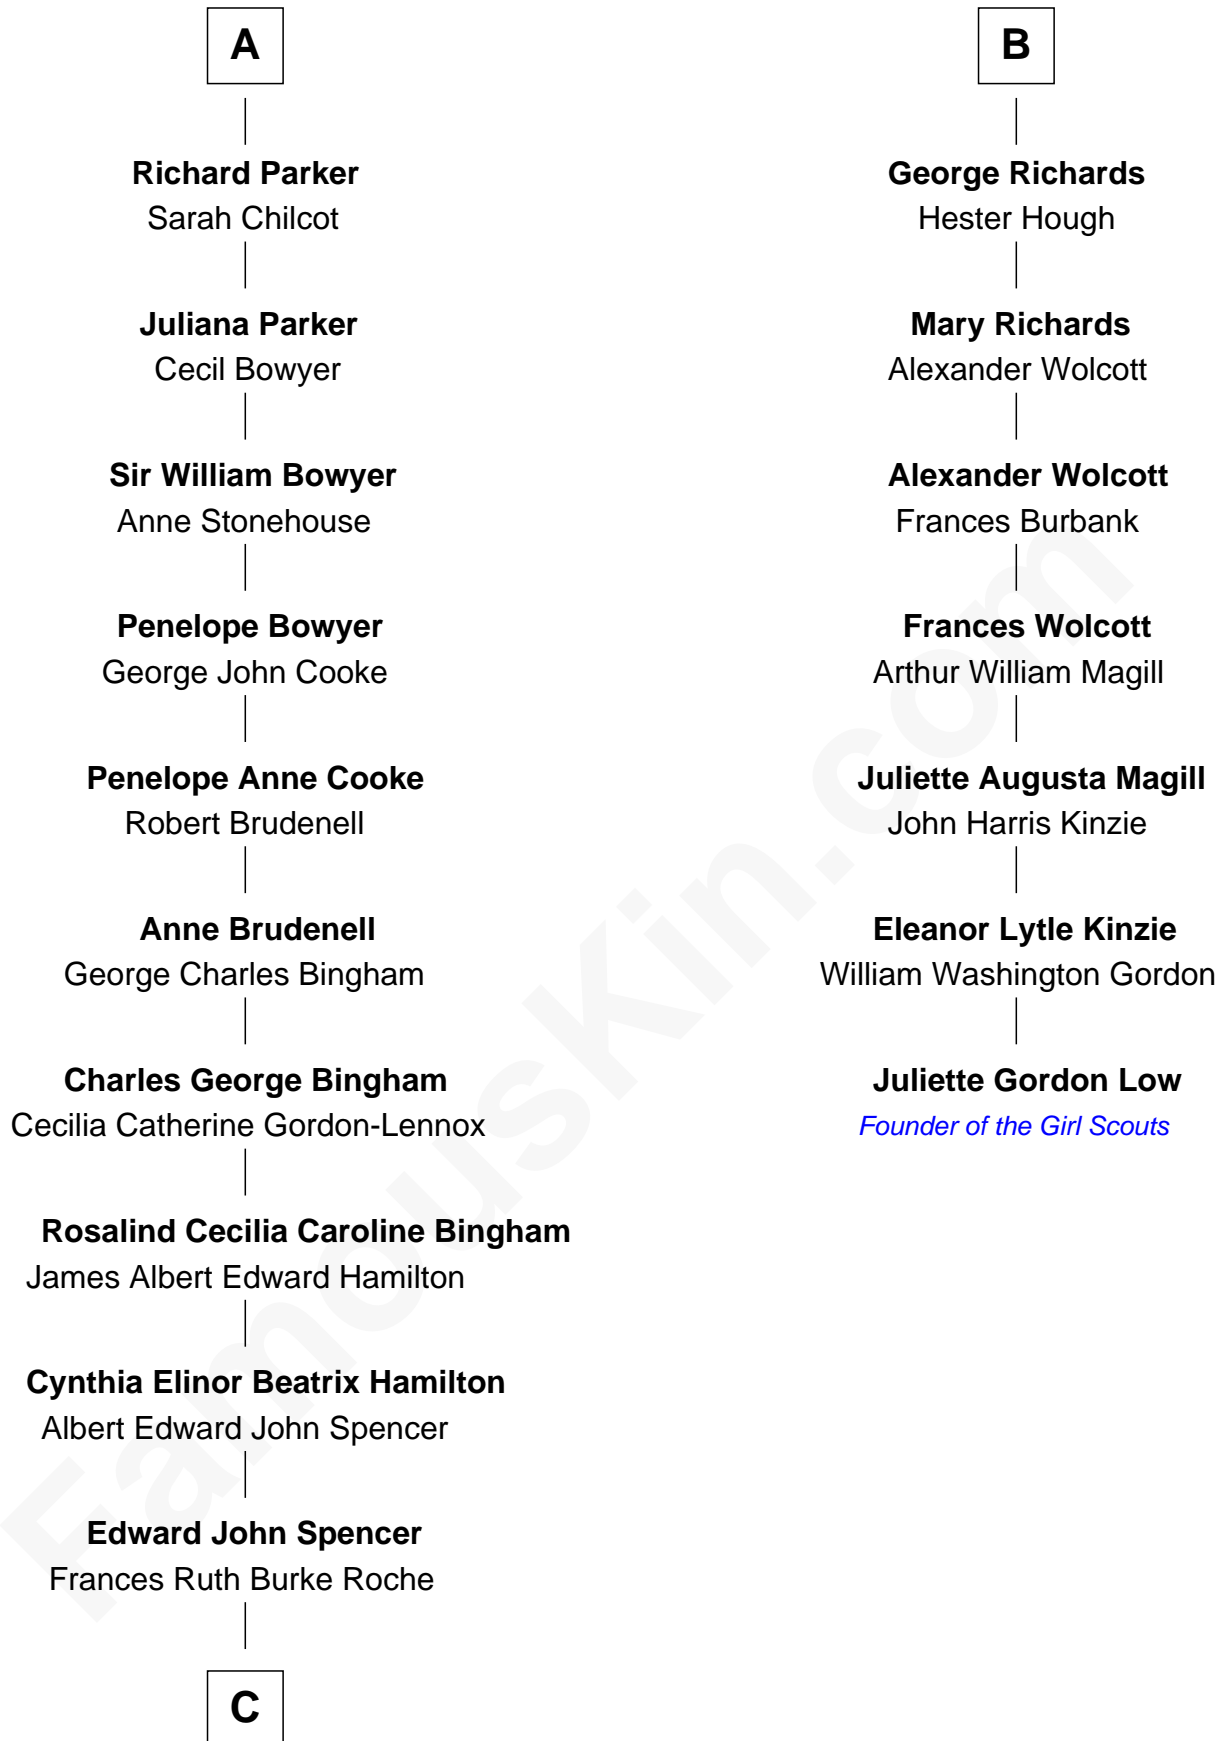 A
Richard Parker
Sarah Chilcot
Juliana Parker
Cecil Bowyer
Sir William Bowyer
Anne Stonehouse
Penelope Bowyer
George John Cooke
Penelope Anne Cooke
Robert Brudenell
Anne Brudenell
George Charles Bingham
Charles George Bingham
Cecilia Catherine Gordon-Lennox
Rosalind Cecilia Caroline Bingham
James Albert Edward Hamilton
Cynthia Elinor Beatrix Hamilton
Albert Edward John Spencer
Edward John Spencer
Frances Ruth Burke Roche
C
B
George Richards
Hester Hough
Mary Richards
Alexander Wolcott
Alexander Wolcott
Frances Burbank
Frances Wolcott
Arthur William Magill
Juliette Augusta Magill
John Harris Kinzie
Eleanor Lytle Kinzie
William Washington Gordon
Juliette Gordon Low
Founder of the Girl Scouts
FamousKin.com